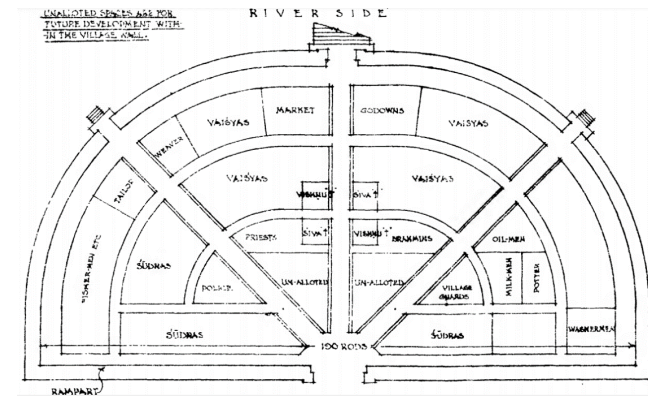 UNALLOTED SPACES ARE FOR
FUTURE DEVELOPMENT WITH-
IN THE VILLAGE WALL.
RIVER SIDE
MARKET
GODOWNS
VAISYAS
VAISYAS
WEAVER
VAISYAS
VAISYAS
TAILOR
VISHNU
SIVA
SIVA
VISHNU
PRIESTS
BRAHMINS
OIL-MEN
FISHER-MEN ETC
SŪDRAS
POLICE
UN-ALLOTED
UN-ALLOTED
VILLAGE
GUARDS
MILK-MEN
POTTER
SŪDRAS
SŪDRAS
WASHERMEN
100 RODS
RAMPART